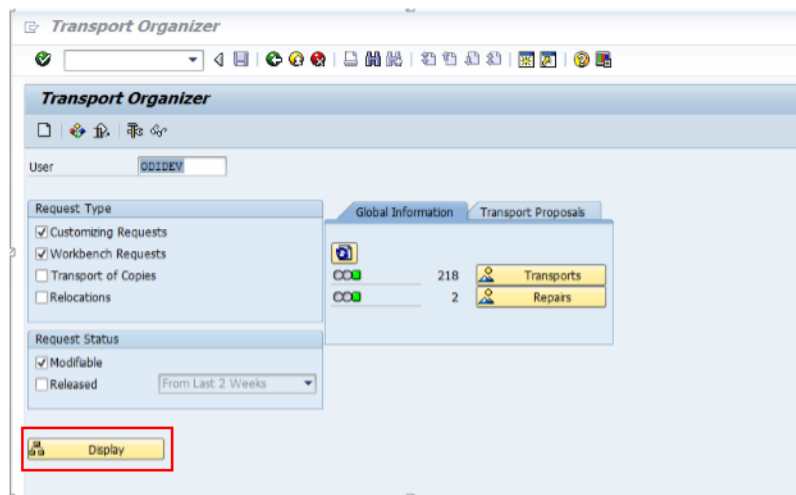 Transport Organizer
Transport Organizer
User ODIDEV
Request Type
Customizing Requests
Workbench Requests
Transport of Copies
Relocations
Request Status
Modifiable
Released From Last 2 Weeks
Display
Global Information Transport Proposals
218 Transports
2 Repairs